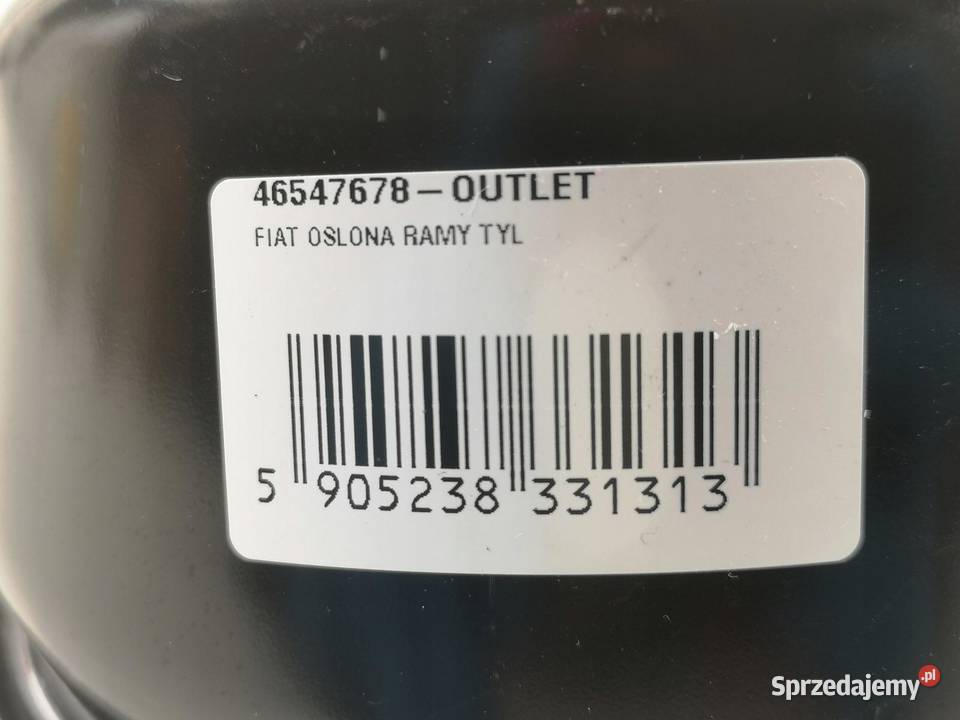 46547678 – OUTLET
FIAT OSLONA RAMY TYL
5 905238 331313
Sprzedajemy.pl